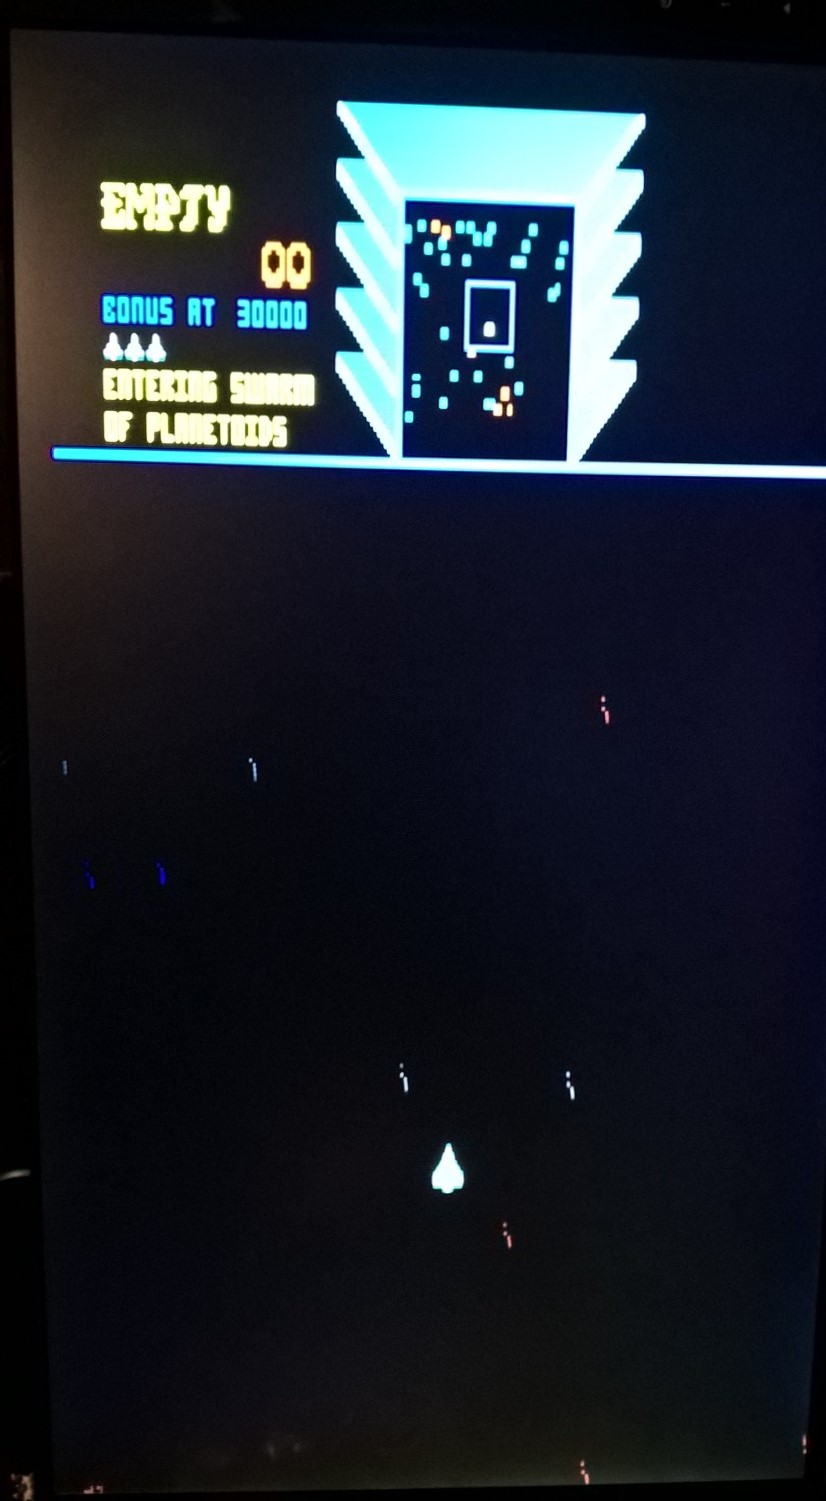 EMPTY
00
BONUS AT 30000
ENTERING SWARM
OF PLANETOIDS